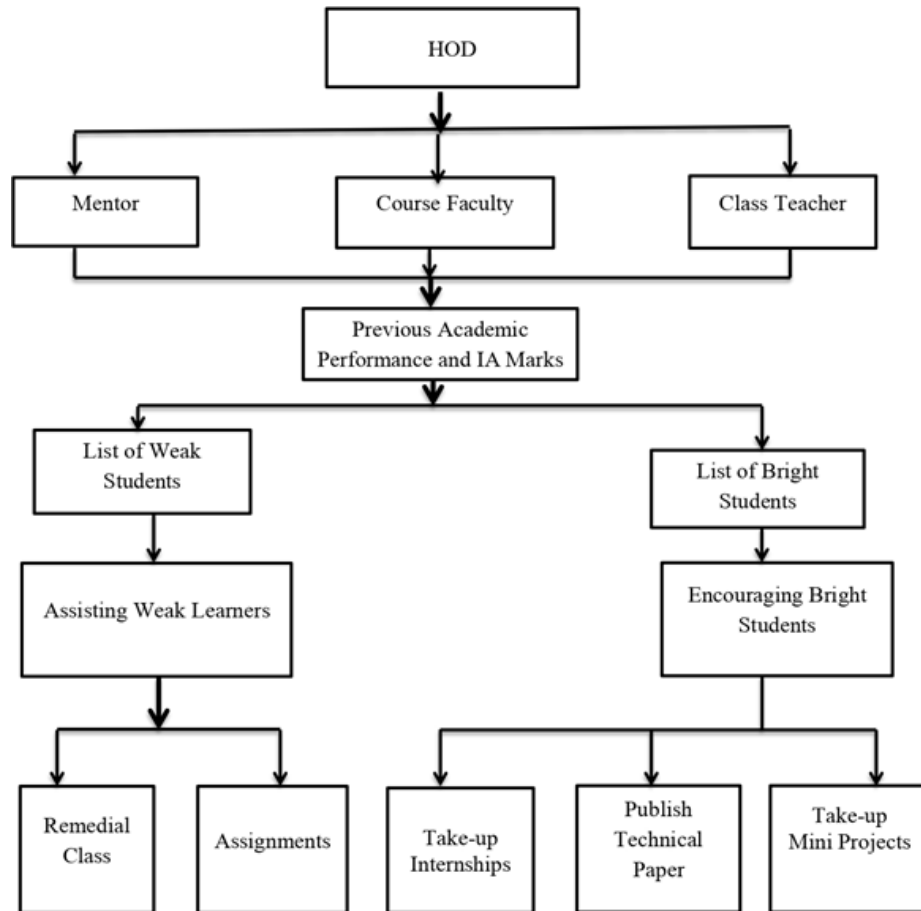 HOD
Mentor
Course Faculty
Class Teacher
Previous Academic
Performance and IA Marks
List of Weak
Students
List of Bright
Students
Assisting Weak Learners
Encouraging Bright
Students
Remedial
Class
Assignments
Take-up
Internships
Publish
Technical
Paper
Take-up
Mini Projects